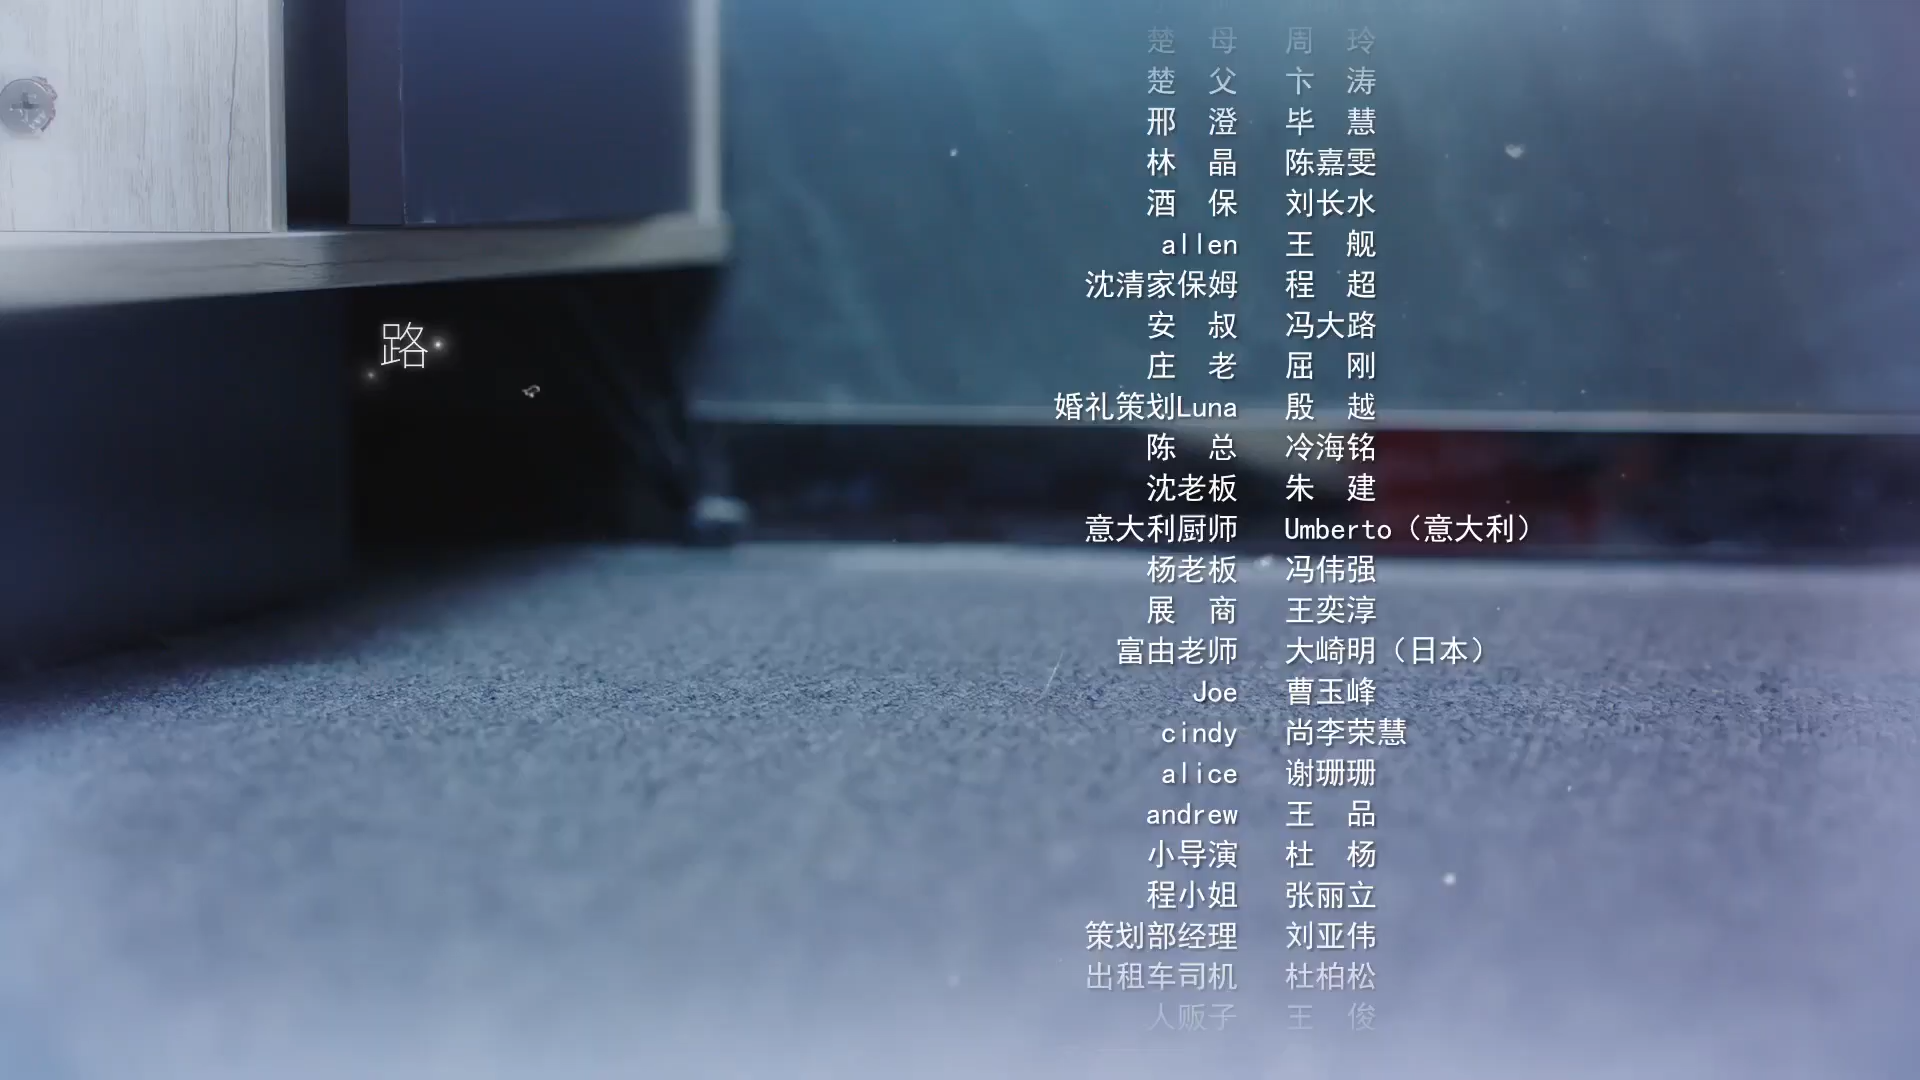 楚 母 周 玲
楚 父 卞 涛
邢 澄 毕 慧
林 晶 陈嘉雯
酒 保 刘长水
allen 王 舰
沈清家保姆 程 超
安 叔 冯大路
庄 老 屈 刚
婚礼策划Luna 殷 越
陈 总 冷海铭
沈老板 朱 建
意大利厨师 Umberto（意大利）
杨老板 冯伟强
展 商 王奕淳
富由老师 大崎明（日本）
Joe 曹玉峰
cindy 尚李荣慧
alice 谢珊珊
andrew 王 品
小导演 杜 杨
程小姐 张丽立
策划部经理 刘亚伟
出租车司机 杜柏松
人贩子 王 俊
路